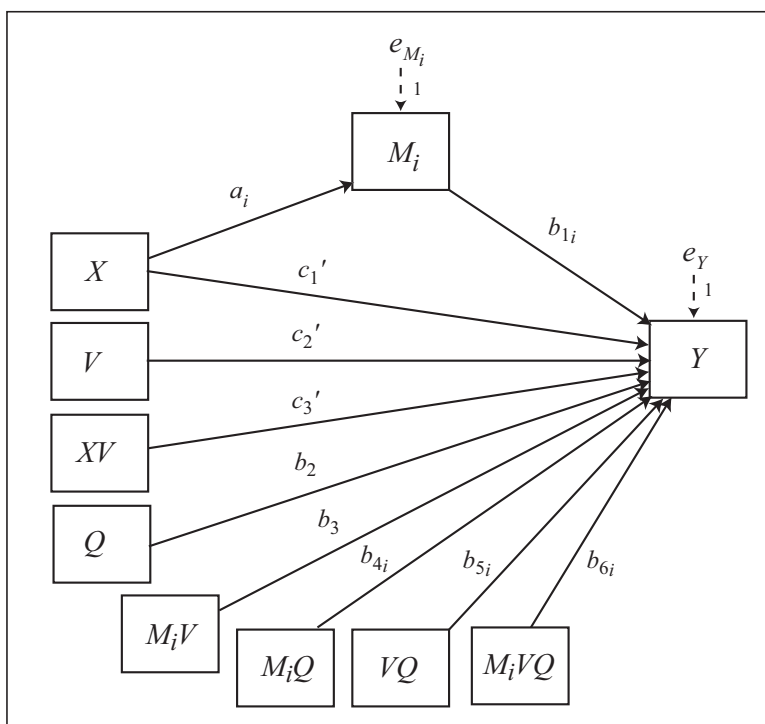 e_{M_i}
1
M_i
a_i
b_{1i}
X
c_1'
e_Y
1
V
c_2'
Y
XV
c_3'
Q
b_2
b_3
b_{4i}
b_{5i}
b_{6i}
M_iV
M_iQ
VQ
M_iVQ